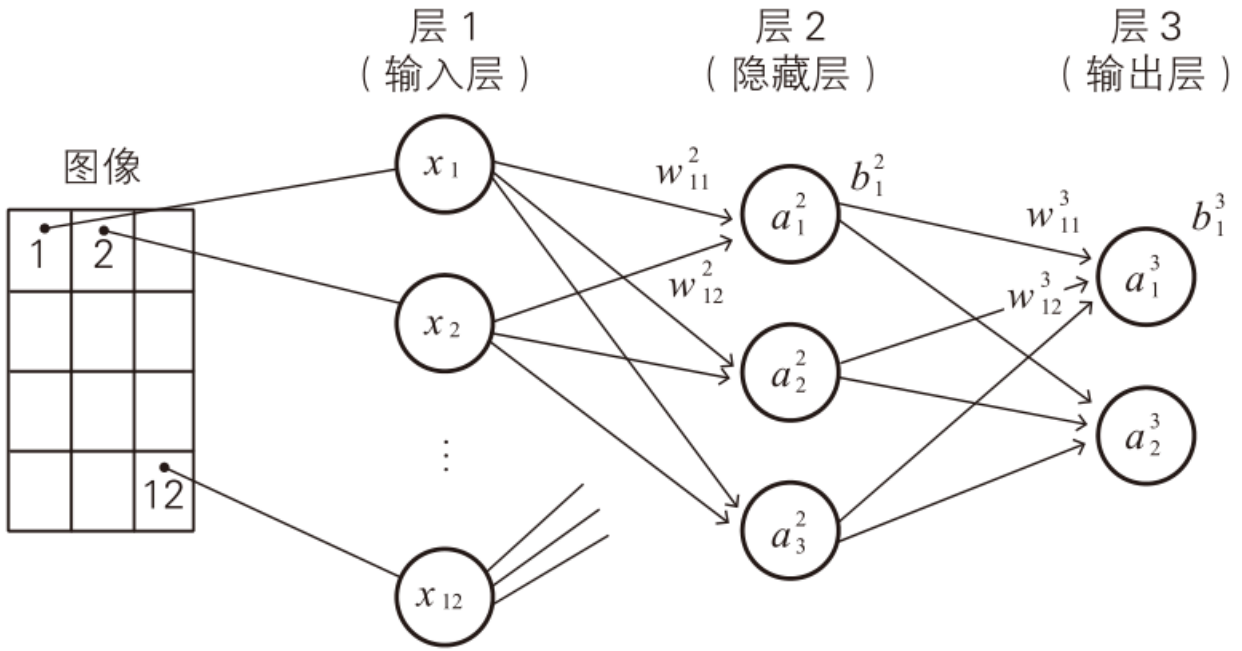 层 1
（输入层）
层 2
（隐藏层）
层 3
（输出层）
图像
1
2
12
x₁
x₂
⋮
x₁₂
w²₁₁
w²₁₂
a²₁
b²₁
a²₂
a²₃
w³₁₁
w³₁₂
a³₁
b³₁
a³₂